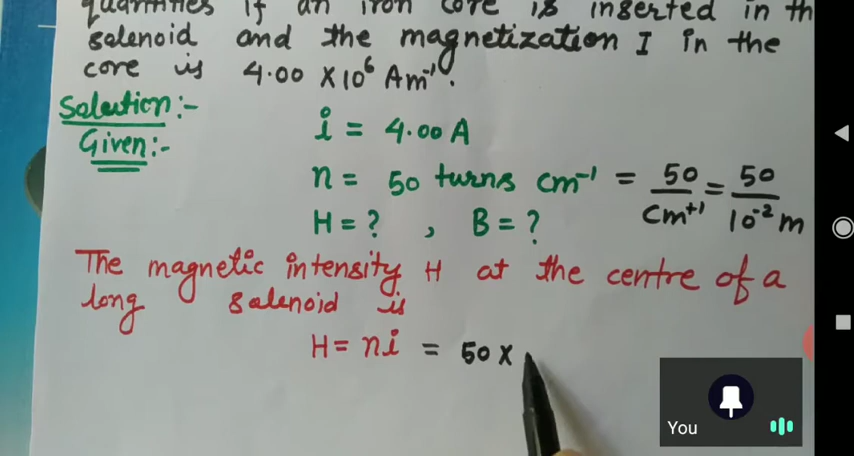 quantities if an iron core is inserted in th
solenoid and the magnetization I in the
core is 4.00 X10⁶ Am⁻¹.
Solution:-
Given:- i = 4.00 A
n = 50 turns cm⁻¹ = 50/cm⁺¹ = 50/10⁻² m
H = ? , B = ?
The magnetic intensity H at the centre of a
long solenoid is
H = ni = 50 x
You